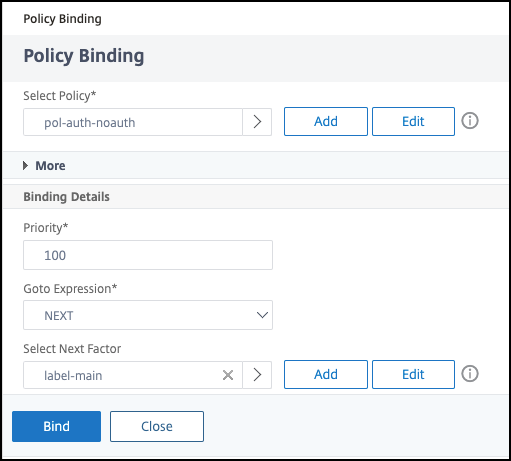 Policy Binding
Policy Binding
Select Policy*
pol-auth-noauth
Add
Edit
More
Binding Details
Priority*
100
Goto Expression*
NEXT
Select Next Factor
label-main
Add
Edit
Bind
Close